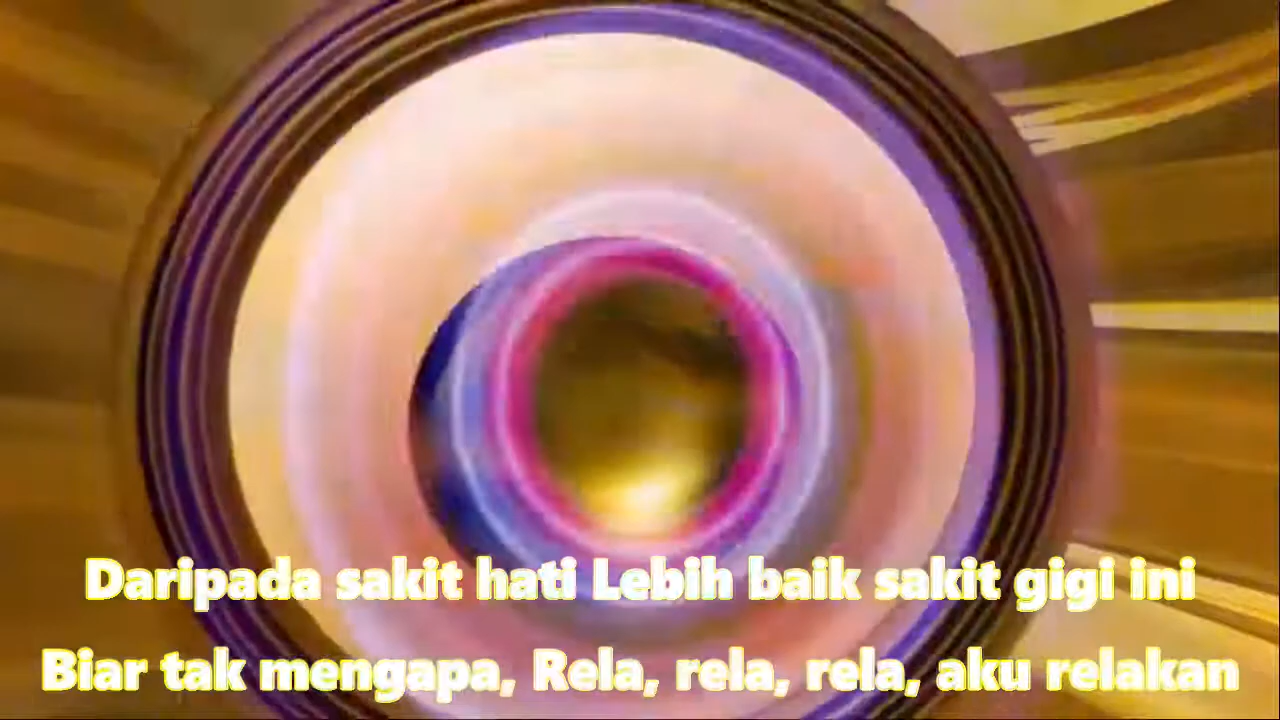 Daripada sakit hati Lebih baik sakit gigi ini
Biar tak mengapa, Rela, rela, rela, aku relakan